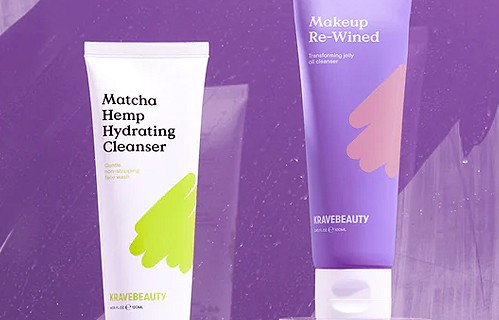 Matcha
Hemp
Hydrating
Cleanser
Gentle
non-stripping
face wash
KRAVEBEAUTY
Makeup
Re-Wined
Transforming jelly
oil cleanser
KRAVEBEAUTY